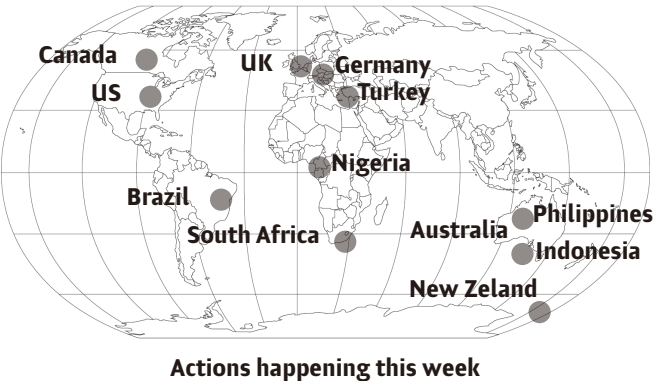 Canada
UK
Germany
US
Turkey
Nigeria
Brazil
South Africa
Philippines
Australia
Indonesia
New Zeland
Actions happening this week